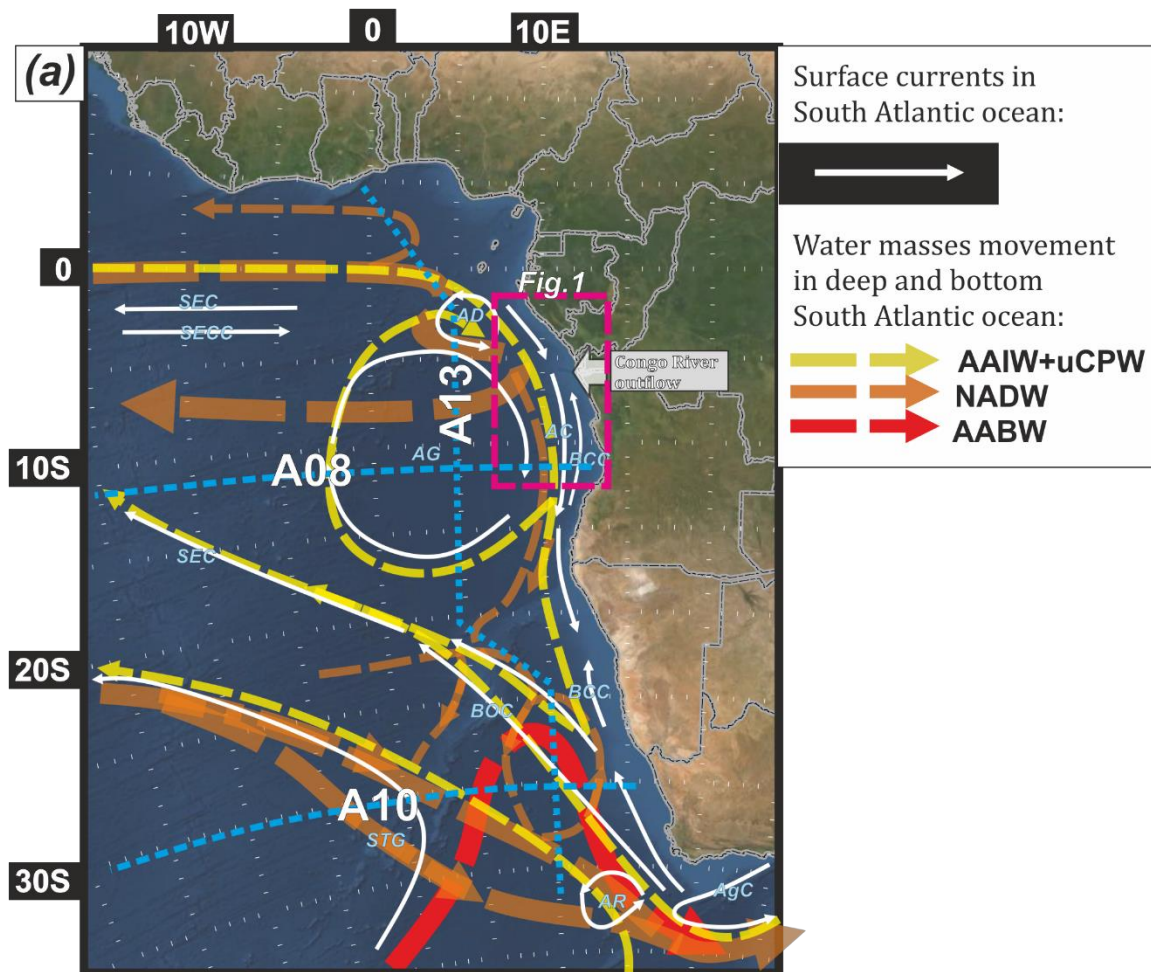 10W
0
10E
(a)
Surface currents in
South Atlantic ocean:
Water masses movement
in deep and bottom
South Atlantic ocean:
AAIW+uCPW
NADW
AABW
0
Fig.1
SEC
AD
SECC
Congo River
outflow
A13
AC
10S
AG
BCC
A08
SEC
20S
BCC
BOC
A10
STG
30S
AR
AgC